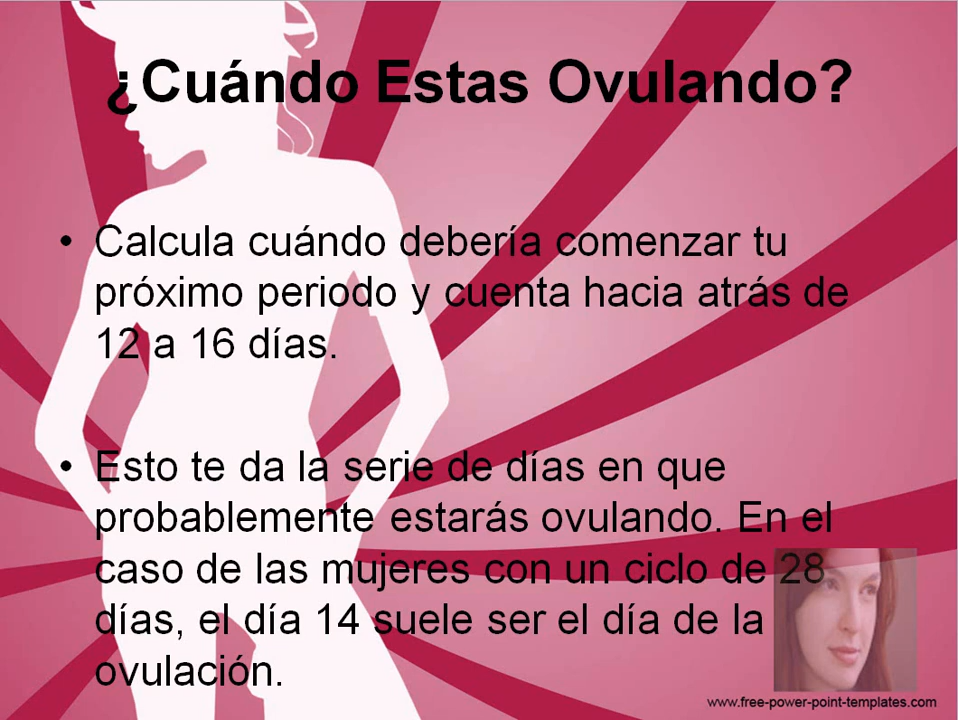 ¿Cuándo Estas Ovulando?
• Calcula cuándo debería comenzar tu
próximo periodo y cuenta hacia atrás de
12 a 16 días.
• Esto te da la serie de días en que
probablemente estarás ovulando. En el
caso de las mujeres con un ciclo de 28
días, el día 14 suele ser el día de la
ovulación.
www.free-power-point-templates.com